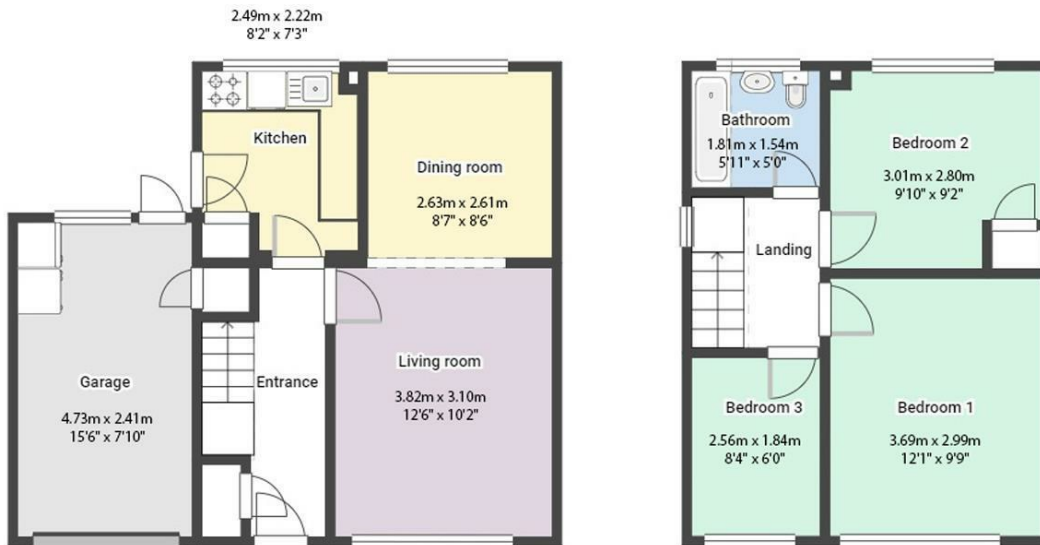 2.49m x 2.22m
8'2" x 7'3"
Kitchen
Dining room
2.63m x 2.61m
8'7" x 8'6"
Garage
4.73m x 2.41m
15'6" x 7'10"
Entrance
Living room
3.82m x 3.10m
12'6" x 10'2"
Bathroom
1.81m x 1.54m
5'11" x 5'0"
Bedroom 2
3.01m x 2.80m
9'10" x 9'2"
Landing
Bedroom 3
2.56m x 1.84m
8'4" x 6'0"
Bedroom 1
3.69m x 2.99m
12'1" x 9'9"